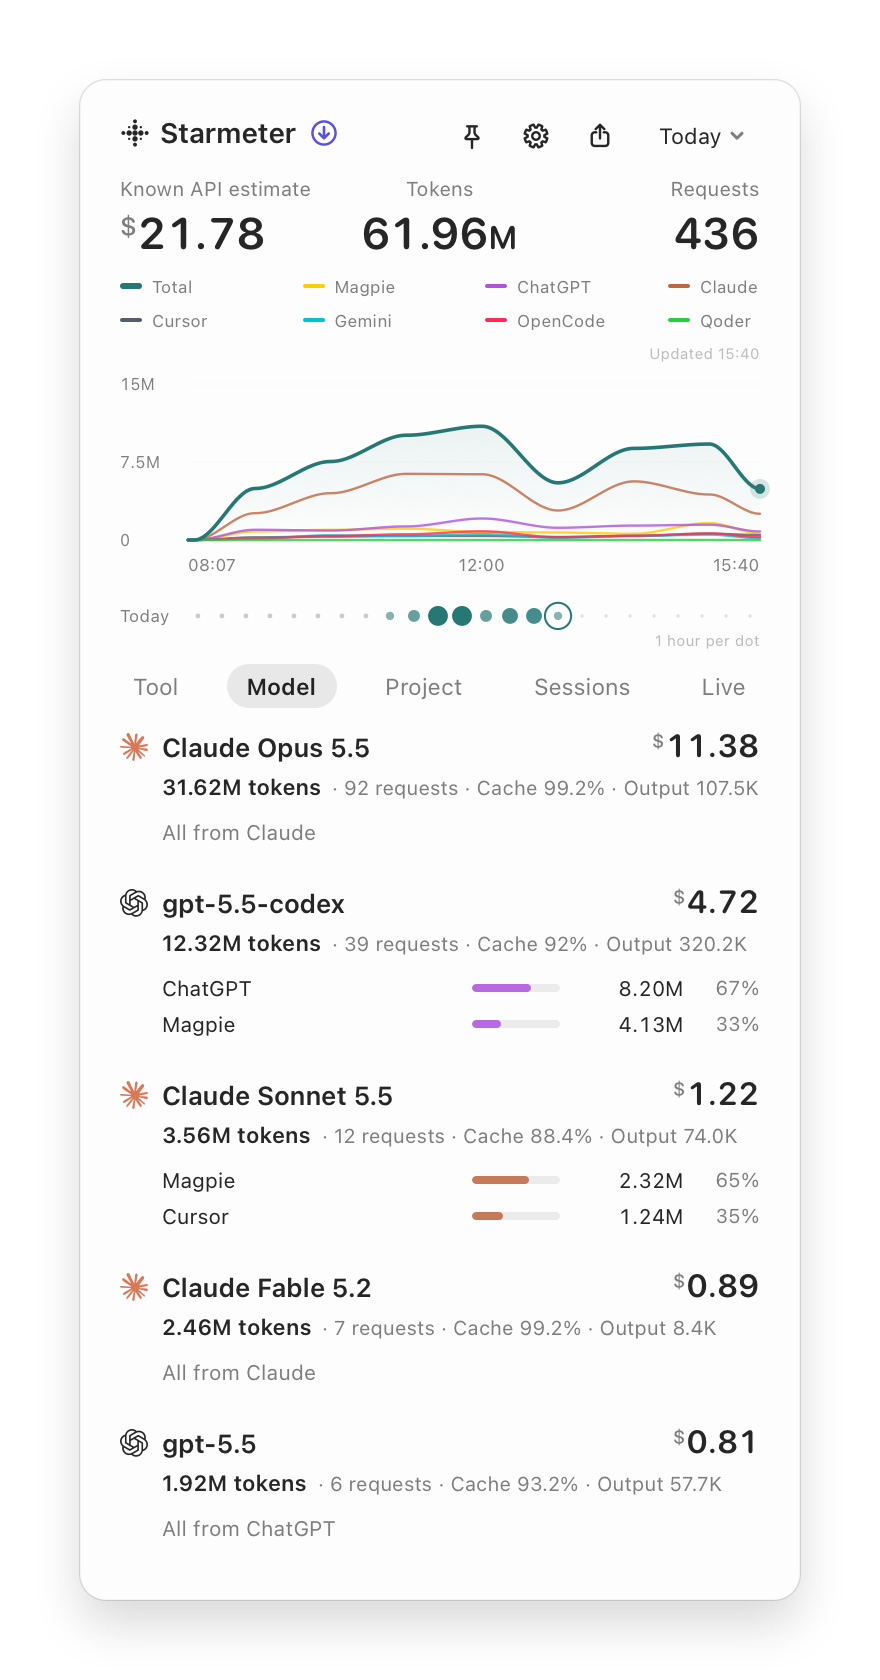 Starmeter Today
Known API estimate Tokens Requests
$21.78 61.96M 436
Total Magpie ChatGPT Claude
Cursor Gemini OpenCode Qoder
Updated 15:40
15M
7.5M
0
08:07 12:00 15:40
Today
1 hour per dot
Tool Model Project Sessions Live
Claude Opus 5.5 $11.38
31.62M tokens · 92 requests · Cache 99.2% · Output 107.5K
All from Claude
gpt-5.5-codex $4.72
12.32M tokens · 39 requests · Cache 92% · Output 320.2K
ChatGPT 8.20M 67%
Magpie 4.13M 33%
Claude Sonnet 5.5 $1.22
3.56M tokens · 12 requests · Cache 88.4% · Output 74.0K
Magpie 2.32M 65%
Cursor 1.24M 35%
Claude Fable 5.2 $0.89
2.46M tokens · 7 requests · Cache 99.2% · Output 8.4K
All from Claude
gpt-5.5 $0.81
1.92M tokens · 6 requests · Cache 93.2% · Output 57.7K
All from ChatGPT